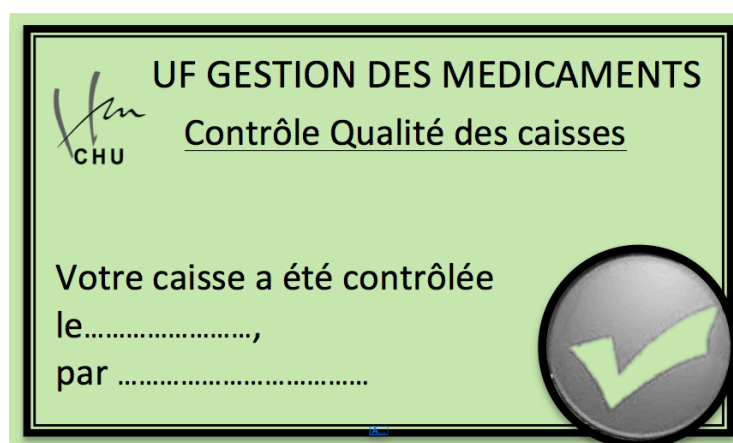 UF GESTION DES MEDICAMENTS
Contrôle Qualité des caisses
CHU
Votre caisse a été contrôlée
le.....................,
par ................................